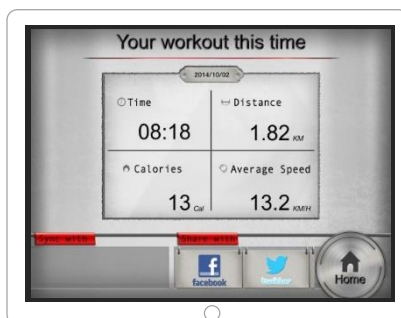 Your workout this time
2014/10/02
Time
Distance
08:18
1.82 KM
Calories
Average Speed
13 Cal
13.2 KM/H
Sync with
Share with
facebook
twitter
Home